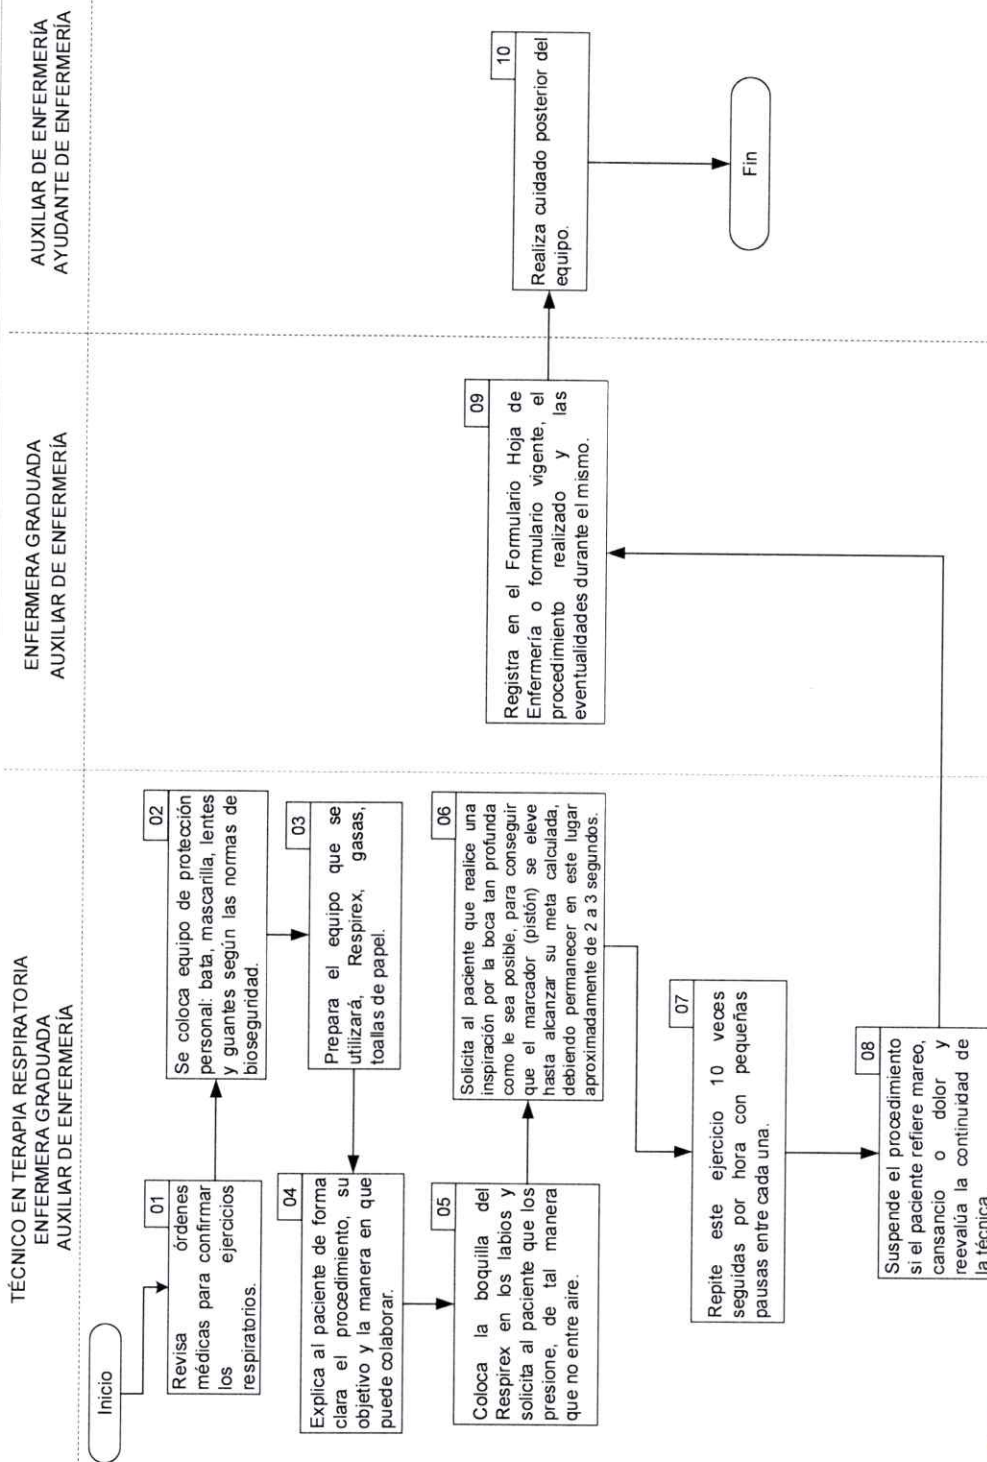 TÉCNICO EN TERAPIA RESPIRATORIA
ENFERMERA GRADUADA
AUXILIAR DE ENFERMERÍA
ENFERMERA GRADUADA
AUXILIAR DE ENFERMERÍA
AUXILIAR DE ENFERMERÍA
AYUDANTE DE ENFERMERÍA
Inicio
01
Revisa órdenes
médicas para confirmar
los ejercicios
respiratorios.
02
Se coloca equipo de protección
personal: bata, mascarilla, lentes
y guantes según las normas de
bioseguridad.
03
Prepara el equipo que se
utilizará, Respirex, gasas,
toallas de papel.
04
Explica al paciente de forma
clara el procedimiento, su
objetivo y la manera en que
puede colaborar.
05
Coloca la boquilla del
Respirex en los labios y
solicita al paciente que los
presione, de tal manera
que no entre aire.
06
Solicita al paciente que realice una
inspiración por la boca tan profunda
como le sea posible, para conseguir
que el marcador (pistón) se eleve
hasta alcanzar su meta calculada,
debiendo permanecer en este lugar
aproximadamente de 2 a 3 segundos.
07
Repite este ejercicio 10 veces
seguidas por hora con pequeñas
pausas entre cada una.
08
Suspende el procedimiento
si el paciente refiere mareo,
cansancio o dolor y
reevalúa la continuidad de
la técnica
09
Registra en el Formulario Hoja de
Enfermería o formulario vigente, el
procedimiento realizado y las
eventualidades durante el mismo.
10
Realiza cuidado posterior del
equipo.
Fin